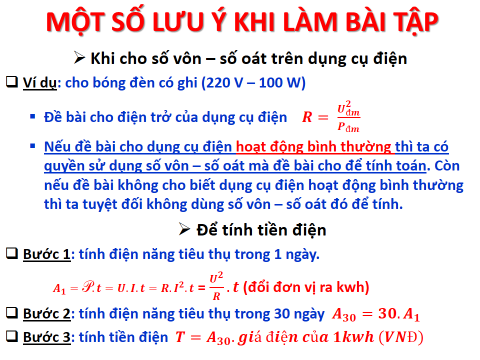 MỘT SỐ LƯU Ý KHI LÀM BÀI TẬP
➢ Khi cho số vôn – số oát trên dụng cụ điện
❑ Ví dụ: cho bóng đèn có ghi (220 V – 100 W)
▪ Đề bài cho điện trở của dụng cụ điện R = U²đm / Pđm
▪ Nếu đề bài cho dụng cụ điện hoạt động bình thường thì ta có
quyền sử dụng số vôn – số oát mà đề bài cho để tính toán. Còn
nếu đề bài không cho biết dụng cụ điện hoạt động bình thường
thì ta tuyệt đối không dùng số vôn – số oát đó để tính.
➢ Để tính tiền điện
❑ Bước 1: tính điện năng tiêu thụ trong 1 ngày.
A₁ = 𝒫.t = U.I.t = R.I².t = U²/R . t (đổi đơn vị ra kwh)
❑ Bước 2: tính điện năng tiêu thụ trong 30 ngày A₃₀ = 30.A₁
❑ Bước 3: tính tiền điện T = A₃₀.giá điện của 1kwh (VNĐ)